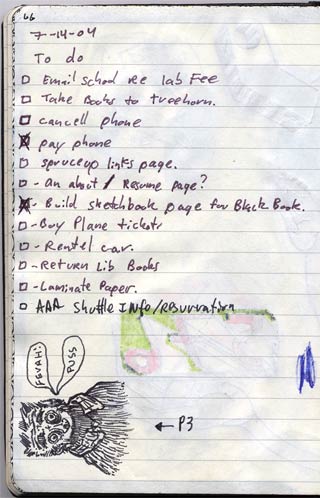 66
7-14-04
To do
Email school re lab Fee
Take Books to treehorn.
cancell phone
pay phone
spruceup links page.
- An about / Resume page?
- Build sketchbook page for Black Book.
- Buy Plane tickets
- Rental car.
- Return Lib Books
- Laminate Paper.
AAA Shuttle INFo/resurvration
FEVAH!
PUSS
← P3